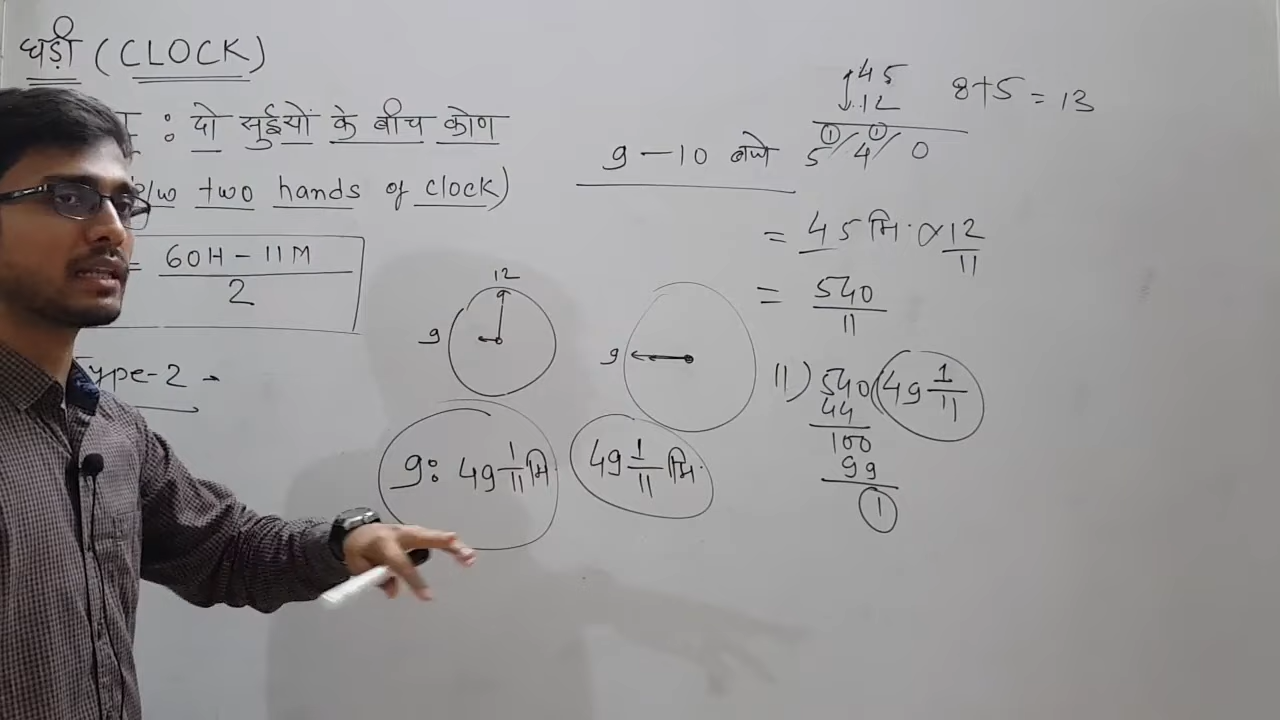 घड़ी (CLOCK)
: दो सूईयों के बीच कोण
two hands of clock)
= 60H - 11M
2
Type-2 →
12
9
9
9: 49 1/11 मि
49 1/11 मि.
45
12
5/ 4/ 0
1 1
8+5 = 13
9 – 10 बजे
= 45 मि. × 12/11
= 540/11
11) 540 (49 1/11
44
100
99
1